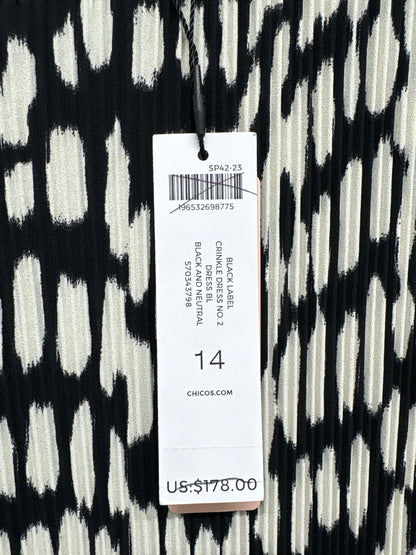 SP42-23
196532698775
BLACK LABEL
CRINKLE DRESS NO. 2
DRESS BL
BLACK AND NEUTRAL
570343798
14
CHICOS.COM
US:$178.00